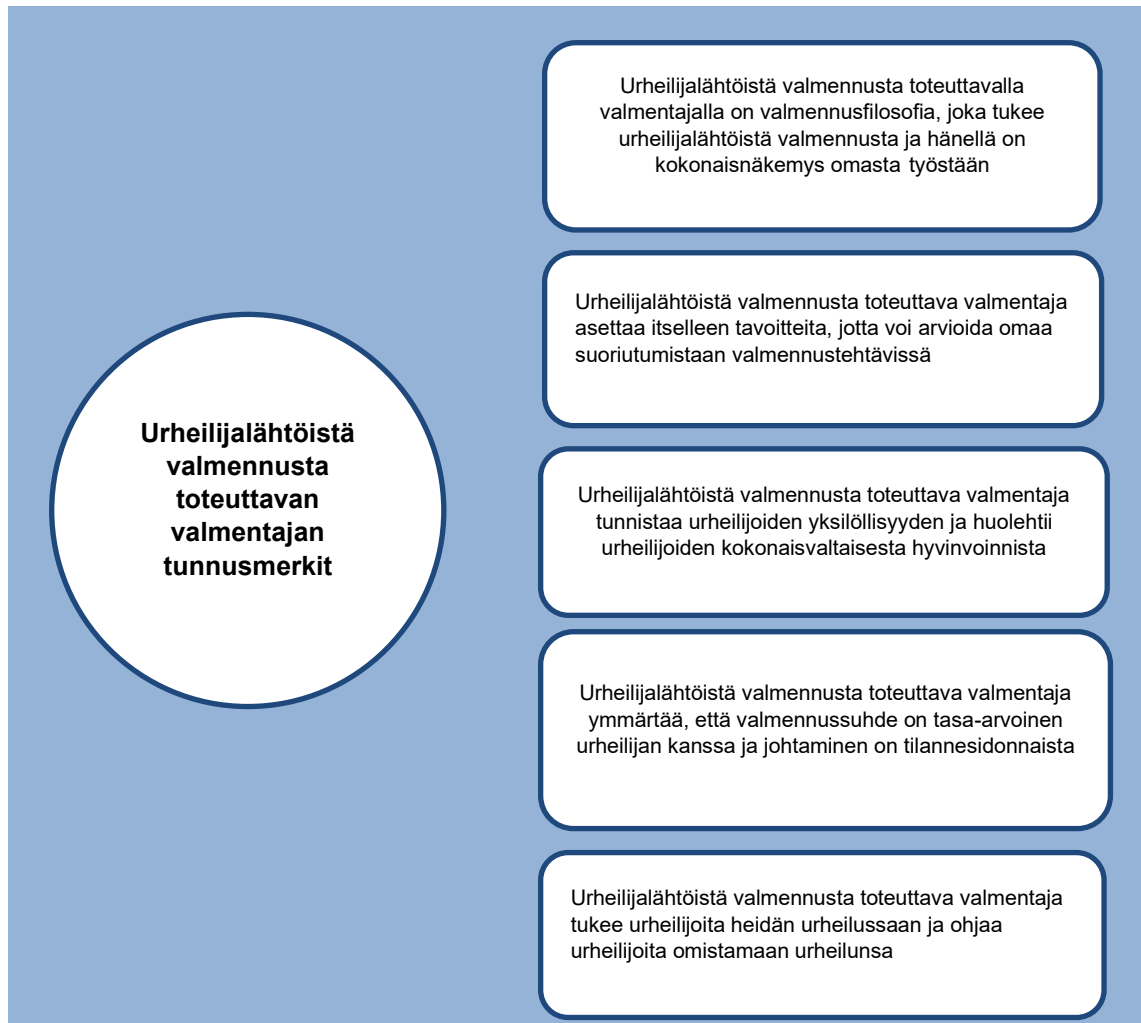 Urheilijalähtöistä valmennusta toteuttavalla
valmentajalla on valmennusfilosofia, joka tukee
urheilijalähtöistä valmennusta ja hänellä on
kokonaisnäkemys omasta työstään
Urheilijalähtöistä valmennusta toteuttava valmentaja
asettaa itselleen tavoitteita, jotta voi arvioida omaa
suoriutumistaan valmennustehtävissä
Urheilijalähtöistä
valmennusta
toteuttavan
valmentajan
tunnusmerkit
Urheilijalähtöistä valmennusta toteuttava valmentaja
tunnistaa urheilijoiden yksilöllisyyden ja huolehtii
urheilijoiden kokonaisvaltaisesta hyvinvoinnista
Urheilijalähtöistä valmennusta toteuttava valmentaja
ymmärtää, että valmennussuhde on tasa-arvoinen
urheilijan kanssa ja johtaminen on tilannesidonnaista
Urheilijalähtöistä valmennusta toteuttava valmentaja
tukee urheilijoita heidän urheilussaan ja ohjaa
urheilijoita omistamaan urheilunsa